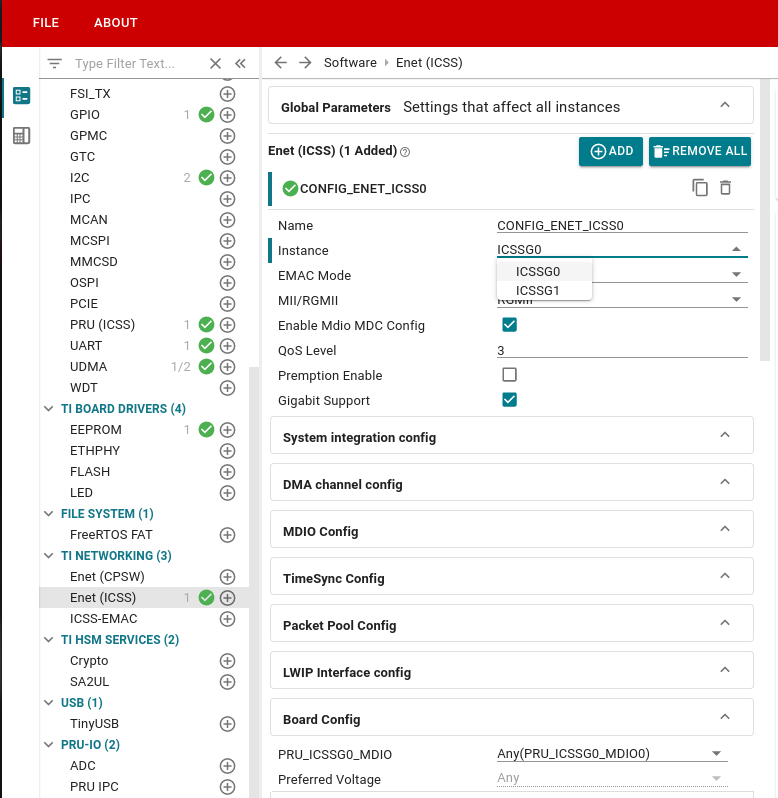 FILE ABOUT
Type Filter Text...
FSI_TX
GPIO 1
GPMC
GTC
I2C 2
IPC
MCAN
MCSPI
MMCSD
OSPI
PCIE
PRU (ICSS) 1
UART 1
UDMA 1/2
WDT
TI BOARD DRIVERS (4)
EEPROM 1
ETHPHY
FLASH
LED
FILE SYSTEM (1)
FreeRTOS FAT
TI NETWORKING (3)
Enet (CPSW)
Enet (ICSS) 1
ICSS-EMAC
TI HSM SERVICES (2)
Crypto
SA2UL
USB (1)
TinyUSB
PRU-IO (2)
ADC
PRU IPC
Software Enet (ICSS)
Global Parameters Settings that affect all instances
Enet (ICSS) (1 Added) ADD REMOVE ALL
CONFIG_ENET_ICSS0
Name CONFIG_ENET_ICSS0
Instance ICSSG0
EMAC Mode ICSSG0
ICSSG1
MII/RGMII RGMII
Enable Mdio MDC Config
QoS Level 3
Premption Enable
Gigabit Support
System integration config
DMA channel config
MDIO Config
TimeSync Config
Packet Pool Config
LWIP Interface config
Board Config
PRU_ICSSG0_MDIO Any(PRU_ICSSG0_MDIO0)
Preferred Voltage Any